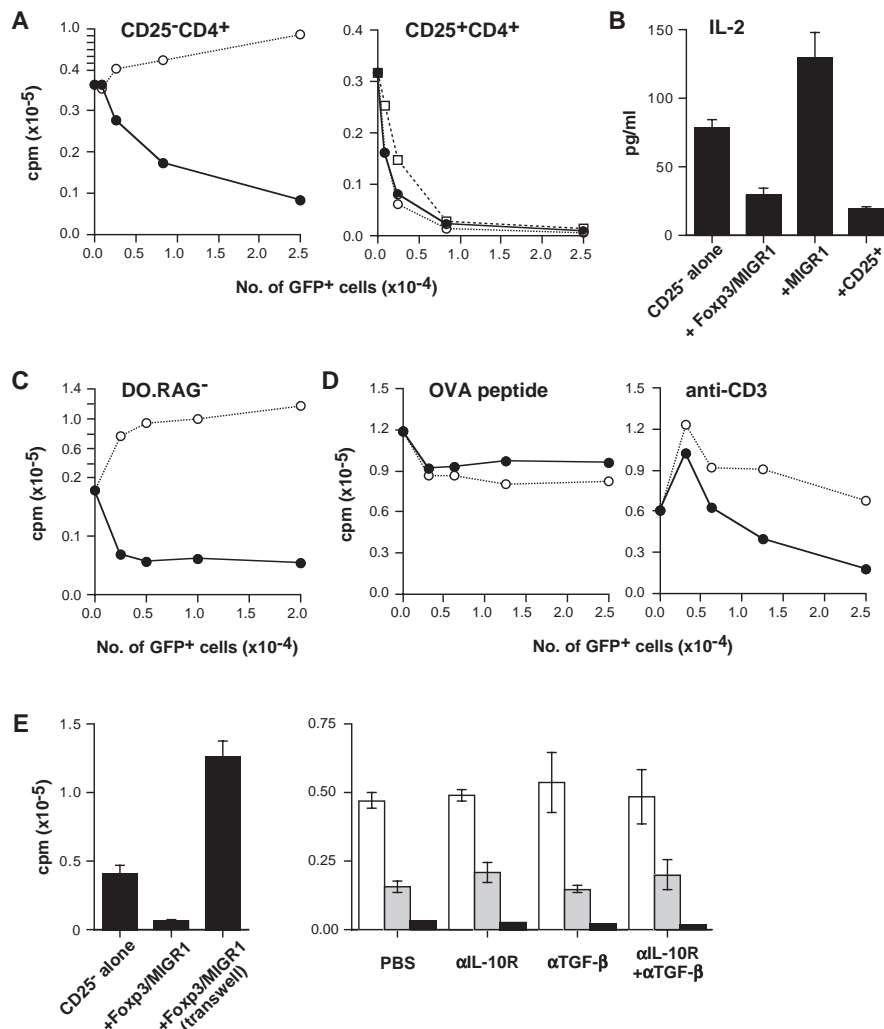 A
CD25-CD4+
CD25+CD4+
cpm (x10-5)
1.0
0.4
0.3
0.2
0.1
0.0
0.0 0.5 1.0 1.5 2.0 2.5
0.4
0.3
0.2
0.1
0.0
0.0 0.5 1.0 1.5 2.0 2.5
No. of GFP+ cells (x10-4)
B
IL-2
pg/ml
150
100
50
0
CD25- alone
+ Foxp3/MIGR1
+MIGR1
+CD25+
C
DO.RAG-
cpm (x10-5)
1.4
1.0
0.6
0.2
0.1
0.0
0.0 0.5 1.0 1.5 2.0
No. of GFP+ cells (x10-4)
D
OVA peptide
anti-CD3
cpm (x10-5)
1.5
1.2
0.9
0.6
0.3
0.0
0.0 0.5 1.0 1.5 2.0 2.5
1.5
1.2
0.9
0.6
0.3
0.0
0.0 0.5 1.0 1.5 2.0 2.5
No. of GFP+ cells (x10-4)
E
cpm (x10-5)
1.5
1.0
0.5
0
CD25- alone
+Foxp3/MIGR1
+Foxp3/MIGR1
(transwell)
0.75
0.50
0.25
0.00
PBS
αIL-10R
αTGF-β
αIL-10R
+αTGF-β